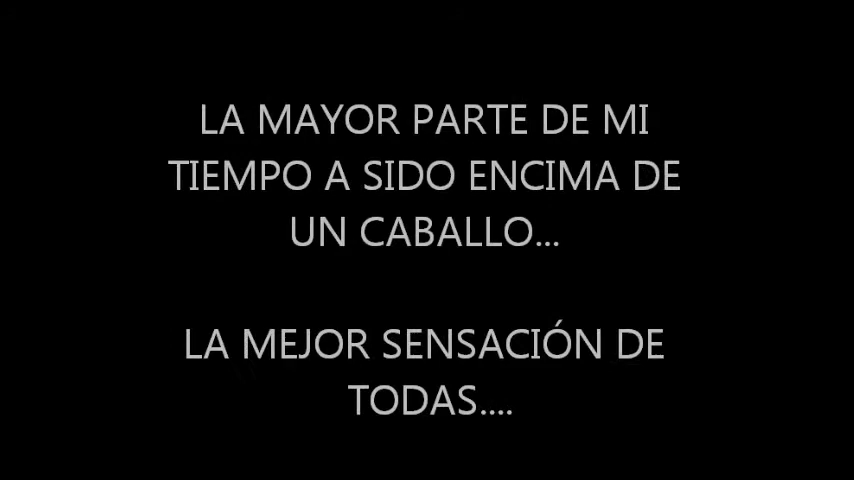 LA MAYOR PARTE DE MI
TIEMPO A SIDO ENCIMA DE
UN CABALLO...
LA MEJOR SENSACIÓN DE
TODAS....